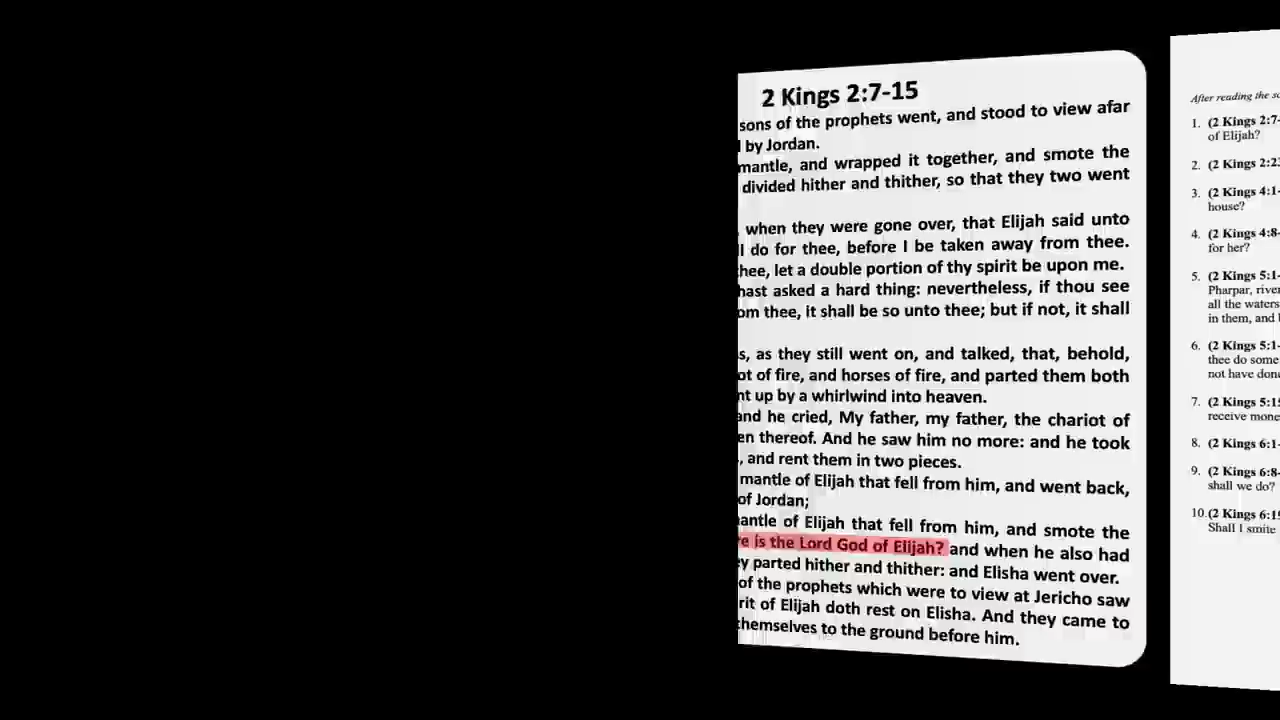 2 Kings 2:7-15
sons of the prophets went, and stood to view afar
by Jordan.
mantle, and wrapped it together, and smote the
divided hither and thither, so that they two went
when they were gone over, that Elijah said unto
do for thee, before I be taken away from thee.
thee, let a double portion of thy spirit be upon me.
hast asked a hard thing: nevertheless, if thou see
om thee, it shall be so unto thee; but if not, it shall
s, as they still went on, and talked, that, behold,
ot of fire, and horses of fire, and parted them both
nt up by a whirlwind into heaven.
and he cried, My father, my father, the chariot of
en thereof. And he saw him no more: and he took
, and rent them in two pieces.
mantle of Elijah that fell from him, and went back,
of Jordan;
mantle of Elijah that fell from him, and smote the
re is the Lord God of Elijah? and when he also had
ey parted hither and thither: and Elisha went over.
of the prophets which were to view at Jericho saw
rit of Elijah doth rest on Elisha. And they came to
themselves to the ground before him.
After reading the sc
1. (2 Kings 2:7-
of Elijah?
2. (2 Kings 2:23
3. (2 Kings 4:1-
house?
4. (2 Kings 4:8-
for her?
5. (2 Kings 5:1-
Pharpar, rive
all the waters
in them, and
6. (2 Kings 5:1-
thee do some
not have done
7. (2 Kings 5:15
receive mone
8. (2 Kings 6:1-
9. (2 Kings 6:8-
shall we do?
10.(2 Kings 6:15
Shall I smite